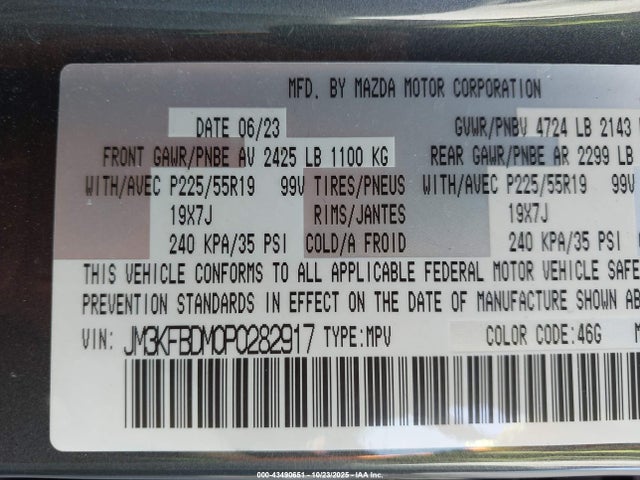 MFD. BY MAZDA MOTOR CORPORATION
DATE 06/23 GVWR/PNBV 4724 LB 2143
FRONT GAWR/PNBE AV 2425 LB 1100 KG REAR GAWR/PNBE AR 2299 LB
WITH/AVEC P225/55R19 99V TIRES/PNEUS WITH/AVEC P225/55R19 99V
19X7J RIMS/JANTES 19X7J
240 KPA/35 PSI COLD/A FROID 240 KPA/35 PSI
THIS VEHICLE CONFORMS TO ALL APPLICABLE FEDERAL MOTOR VEHICLE SAFE
PREVENTION STANDARDS IN EFFECT ON THE DATE OF MANUFACTURE SHOWN ABO
VIN: JM3KFBDM0P0282917 TYPE:MPV COLOR CODE:46G
000-43490651 - 10/23/2025 - IAA Inc.